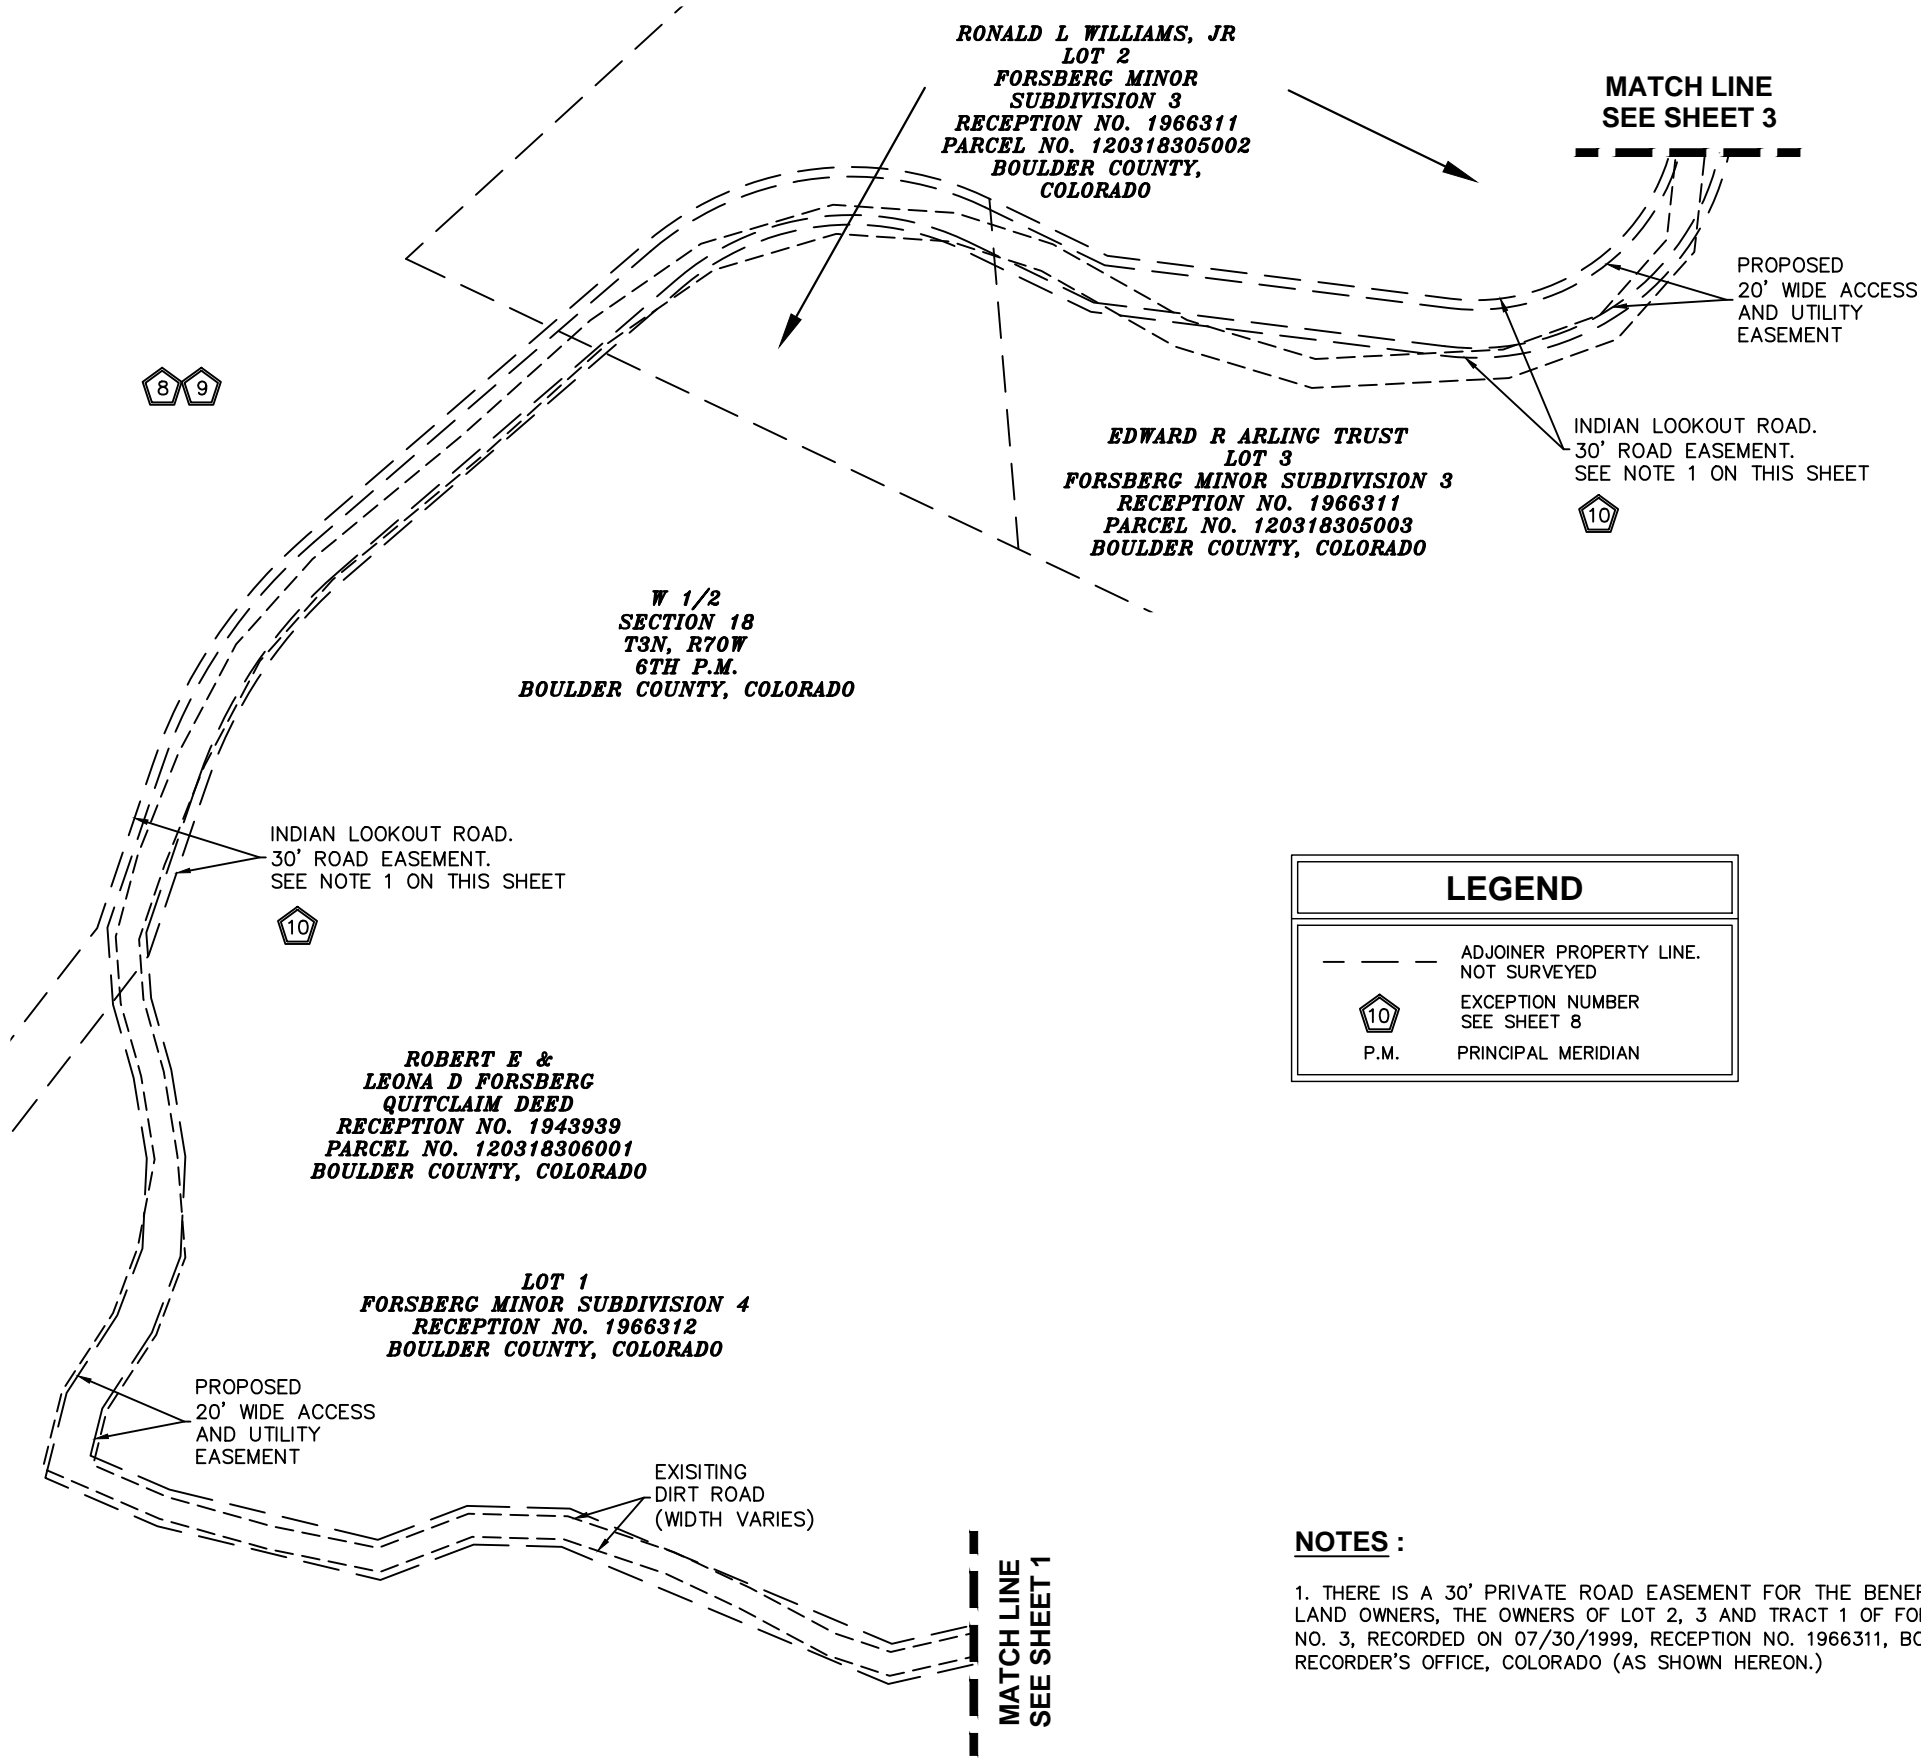 RONALD L WILLIAMS, JR
LOT 2
FORSBERG MINOR
SUBDIVISION 3
RECEPTION NO. 1966311
PARCEL NO. 120318305002
BOULDER COUNTY,
COLORADO
MATCH LINE
SEE SHEET 3
PROPOSED
20' WIDE ACCESS
AND UTILITY
EASEMENT
8 9
INDIAN LOOKOUT ROAD.
30' ROAD EASEMENT.
SEE NOTE 1 ON THIS SHEET
10
EDWARD R ARLING TRUST
LOT 3
FORSBERG MINOR SUBDIVISION 3
RECEPTION NO. 1966311
PARCEL NO. 120318305003
BOULDER COUNTY, COLORADO
W 1/2
SECTION 18
T3N, R70W
6TH P.M.
BOULDER COUNTY, COLORADO
INDIAN LOOKOUT ROAD.
30' ROAD EASEMENT.
SEE NOTE 1 ON THIS SHEET
10
LEGEND
ADJOINER PROPERTY LINE.
NOT SURVEYED
10
EXCEPTION NUMBER
SEE SHEET 8
P.M. PRINCIPAL MERIDIAN
ROBERT E &
LEONA D FORSBERG
QUITCLAIM DEED
RECEPTION NO. 1943939
PARCEL NO. 120318306001
BOULDER COUNTY, COLORADO
LOT 1
FORSBERG MINOR SUBDIVISION 4
RECEPTION NO. 1966312
BOULDER COUNTY, COLORADO
PROPOSED
20' WIDE ACCESS
AND UTILITY
EASEMENT
EXISITING
DIRT ROAD
(WIDTH VARIES)
MATCH LINE
SEE SHEET 1
NOTES :
1. THERE IS A 30' PRIVATE ROAD EASEMENT FOR THE
LAND OWNERS, THE OWNERS OF LOT 2, 3 AND TRACT 1 OF
NO. 3, RECORDED ON 07/30/1999, RECEPTION NO. 1966311,
RECORDER'S OFFICE, COLORADO (AS SHOWN HEREON.)